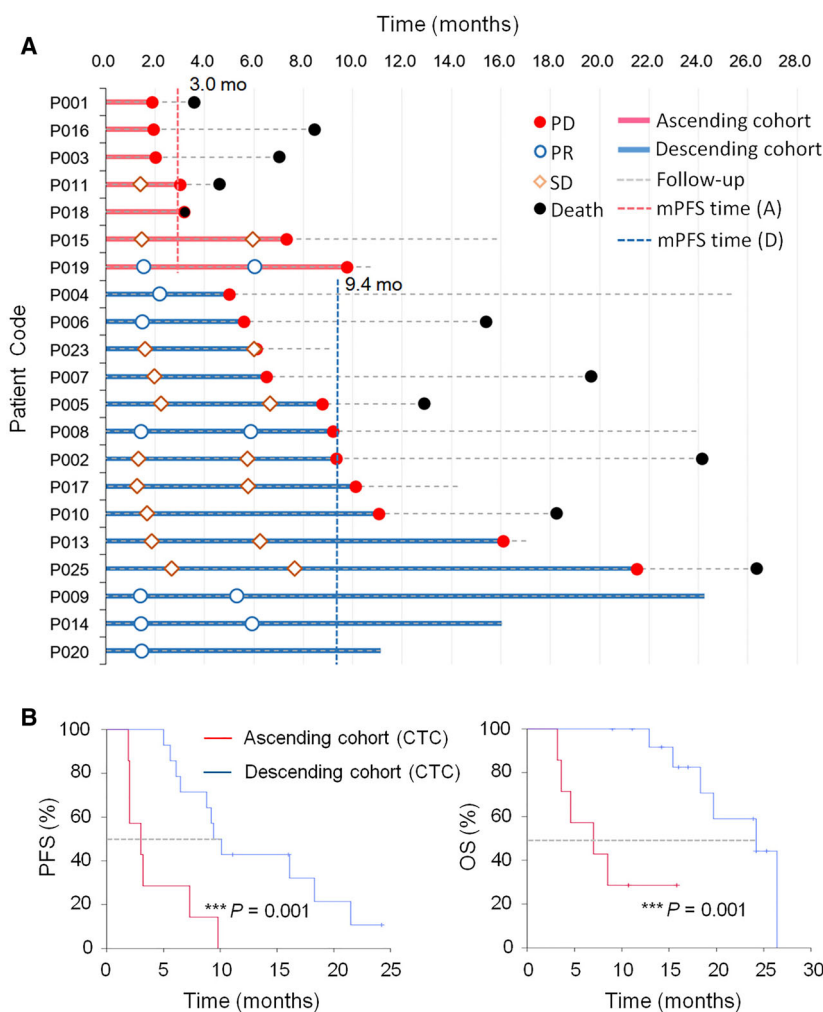 Time (months)
A
0.0 2.0 4.0 6.0 8.0 10.0 12.0 14.0 16.0 18.0 20.0 22.0 24.0 26.0 28.0
3.0 mo
P001
P016
P003
P011
P018
P015
P019
P004
P006
P023
P007
P005
P008
P002
P017
P010
P013
P025
P009
P014
P020
Patient Code
PD
PR
SD
Death
Ascending cohort
Descending cohort
Follow-up
mPFS time (A)
mPFS time (D)
9.4 mo
B
100
80
60
40
20
0
PFS (%)
Ascending cohort (CTC)
Descending cohort (CTC)
*** P = 0.001
0 5 10 15 20 25
Time (months)
100
80
60
40
20
0
OS (%)
*** P = 0.001
0 5 10 15 20 25 30
Time (months)